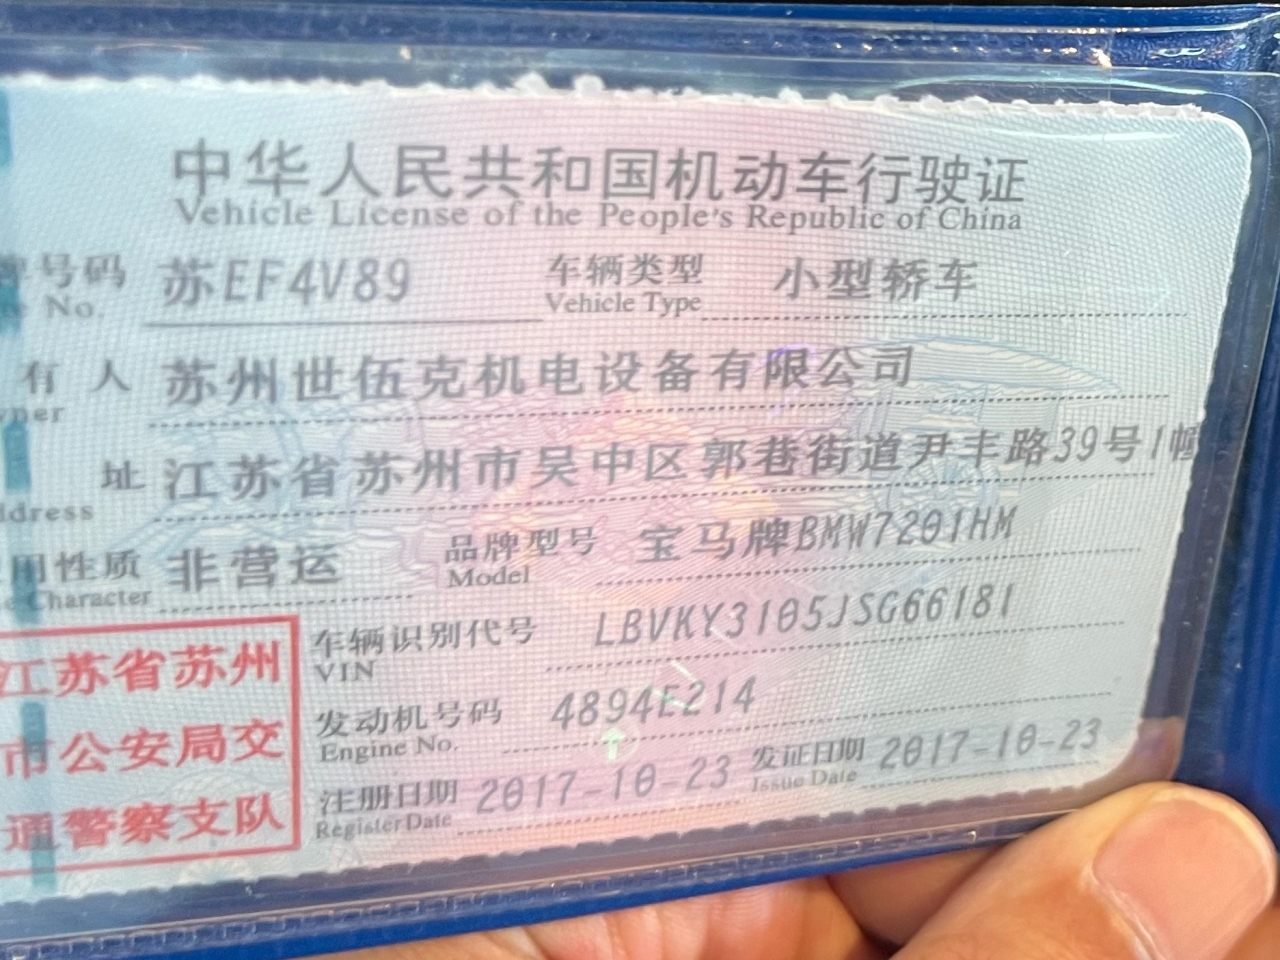 中华人民共和国机动车行驶证
Vehicle License of the People's Republic of China
号码 苏EF4V89 车辆类型 小型轿车
No. Vehicle Type
有人 苏州世伍克机电设备有限公司
址 江苏省苏州市吴中区郭巷街道尹丰路39号1幢
用性质 非营运 品牌型号 宝马牌BMW7201HM
Character Model
车辆识别代号 LBVKY3105JSG66181
VIN
发动机号码 4894E214
Engine No.
注册日期 2017-10-23 发证日期 2017-10-23
Register Date Issue Date
江苏省苏州
市公安局交
通警察支队